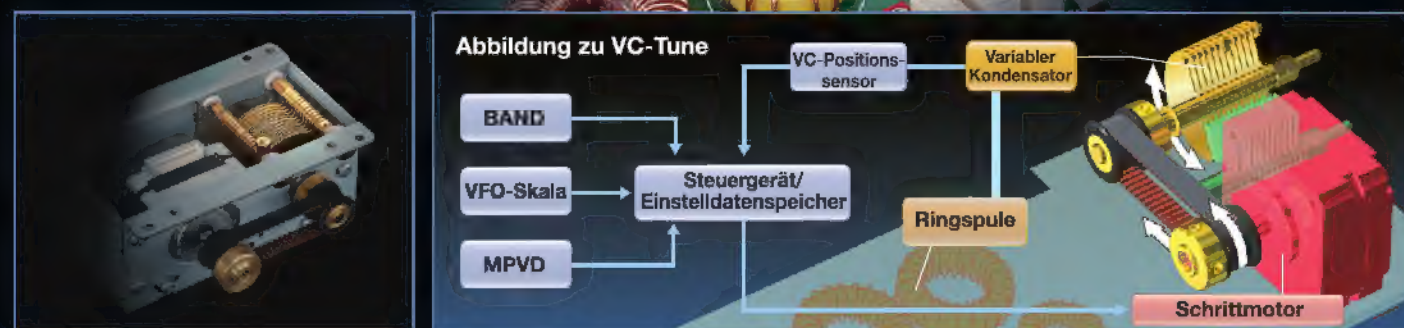 Abbildung zu VC-Tune
VC-Positions-
sensor
Variabler
Kondensator
BAND
VFO-Skala
Steuergerät/
Einstelldatenspeicher
MPVD
Ringspule
Schrittmotor